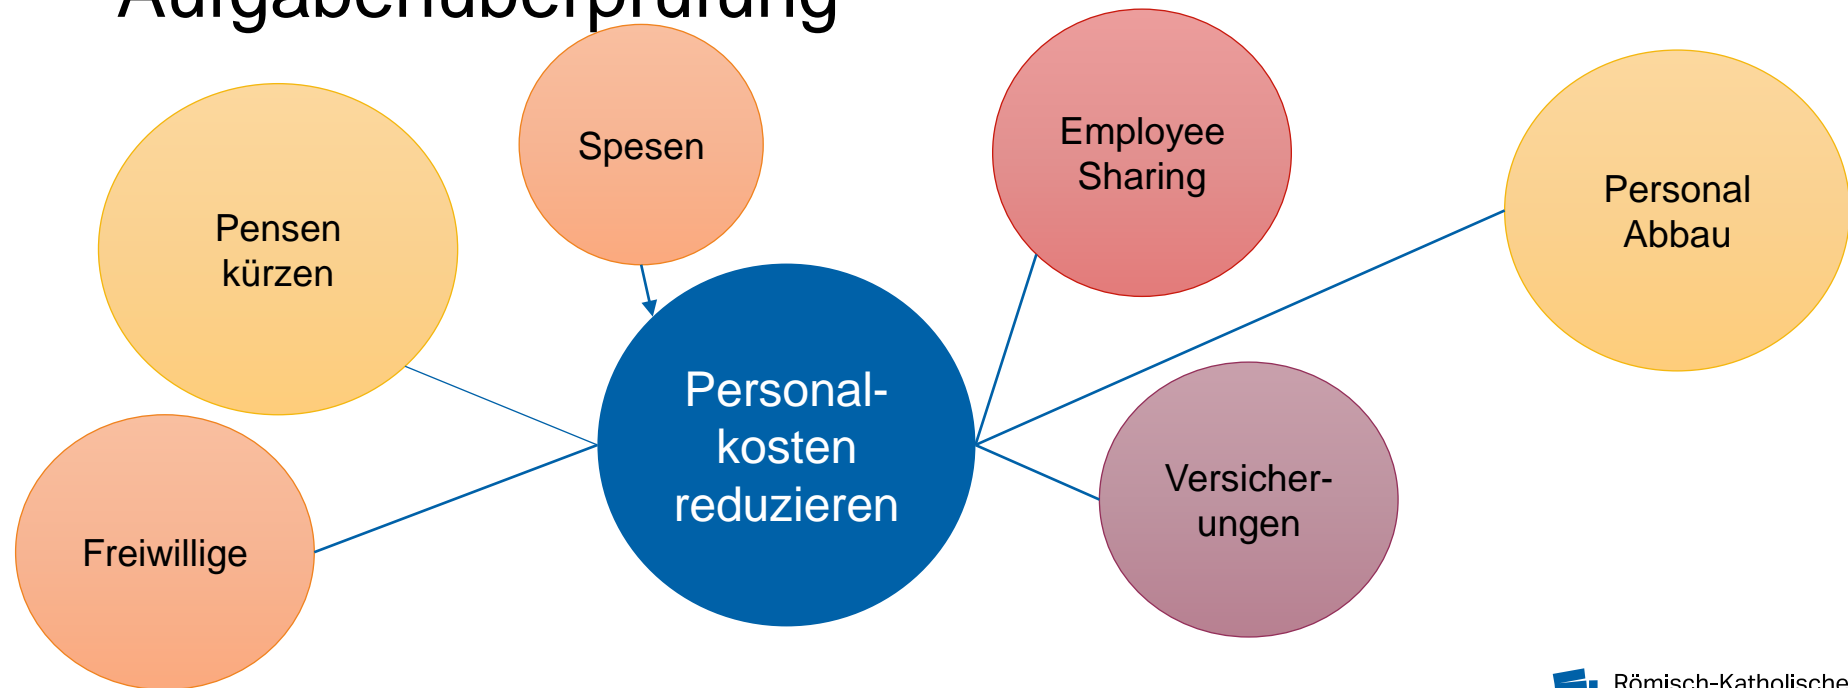 Aufgabenüberprüfung
Spesen
Employee
Sharing
Personal
Abbau
Pensen
kürzen
Personal-
kosten
reduzieren
Versicher-
ungen
Freiwillige
Römisch-Katholische